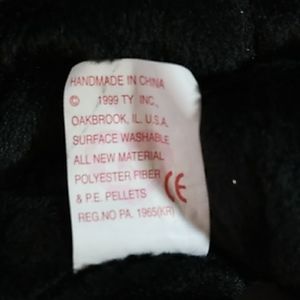 HANDMADE IN CHINA
© 1999 TY INC.,
OAKBROOK, IL. U.S.A.
SURFACE WASHABLE
ALL NEW MATERIAL
POLYESTER FIBER
& P.E. PELLETS CE
REG.NO PA. 1965(KR)